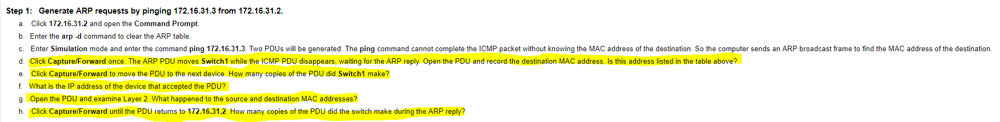 Step 1: Generate ARP requests by pinging 172.16.31.3 from 172.16.31.2.
a. Click 172.16.31.2 and open the Command Prompt.
b. Enter the arp -d command to clear the ARP table.
c. Enter Simulation mode and enter the command ping 172.16.31.3. Two PDUs will be generated. The ping command cannot complete the ICMP packet without knowing the MAC address of the destination. So the computer sends an ARP broadcast frame to find the MAC address of the destination.
d. Click Capture/Forward once. The ARP PDU moves Switch1 while the ICMP PDU disappears, waiting for the ARP reply. Open the PDU and record the destination MAC address. Is this address listed in the table above?
e. Click Capture/Forward to move the PDU to the next device. How many copies of the PDU did Switch1 make?
f. What is the IP address of the device that accepted the PDU?
g. Open the PDU and examine Layer 2. What happened to the source and destination MAC addresses?
h. Click Capture/Forward until the PDU returns to 172.16.31.2. How many copies of the PDU did the switch make during the ARP reply?